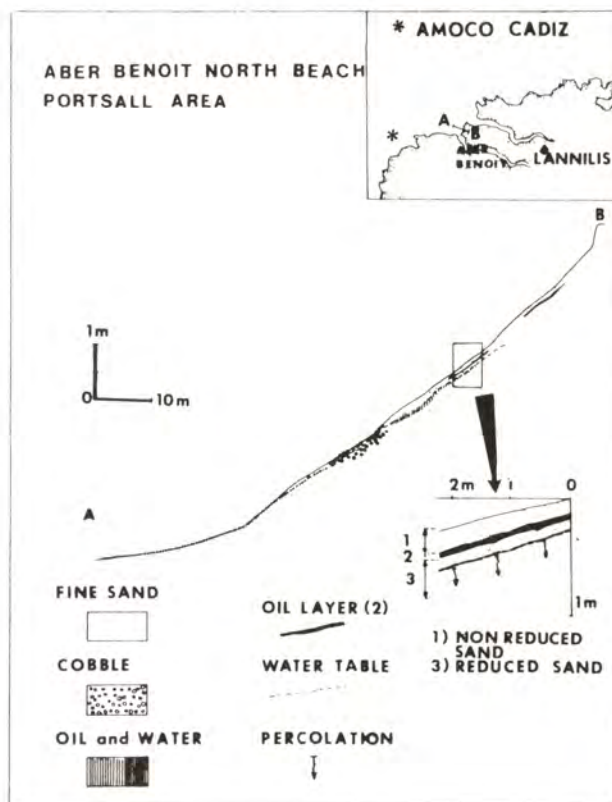 ABER BENOIT NORTH BEACH
PORTSALL AREA
* AMOCO CADIZ
A
B
*
ABER
BENOIT
LANNILIS
B
1m
0
10m
A
2m
1
0
1
2
3
1m
FINE SAND
OIL LAYER (2)
1) NON REDUCED
SAND
3) REDUCED SAND
COBBLE
WATER TABLE
OIL and WATER
PERCOLATION